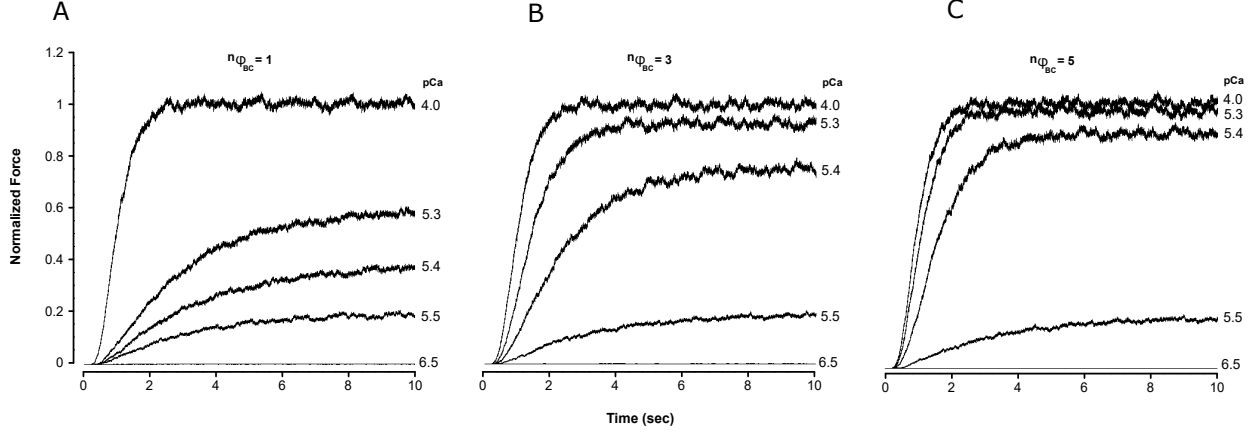 A
B
C
nφBC = 1
nφBC = 3
nφBC = 5
Normalized Force
1.2
1
0.8
0.6
0.4
0.2
0
pCa
4.0
5.3
5.4
5.5
6.5
0 2 4 6 8 10
pCa
4.0
5.3
5.4
5.5
6.5
0 2 4 6 8 10
pCa
4.0
5.3
5.4
5.5
6.5
0 2 4 6 8 10
Time (sec)